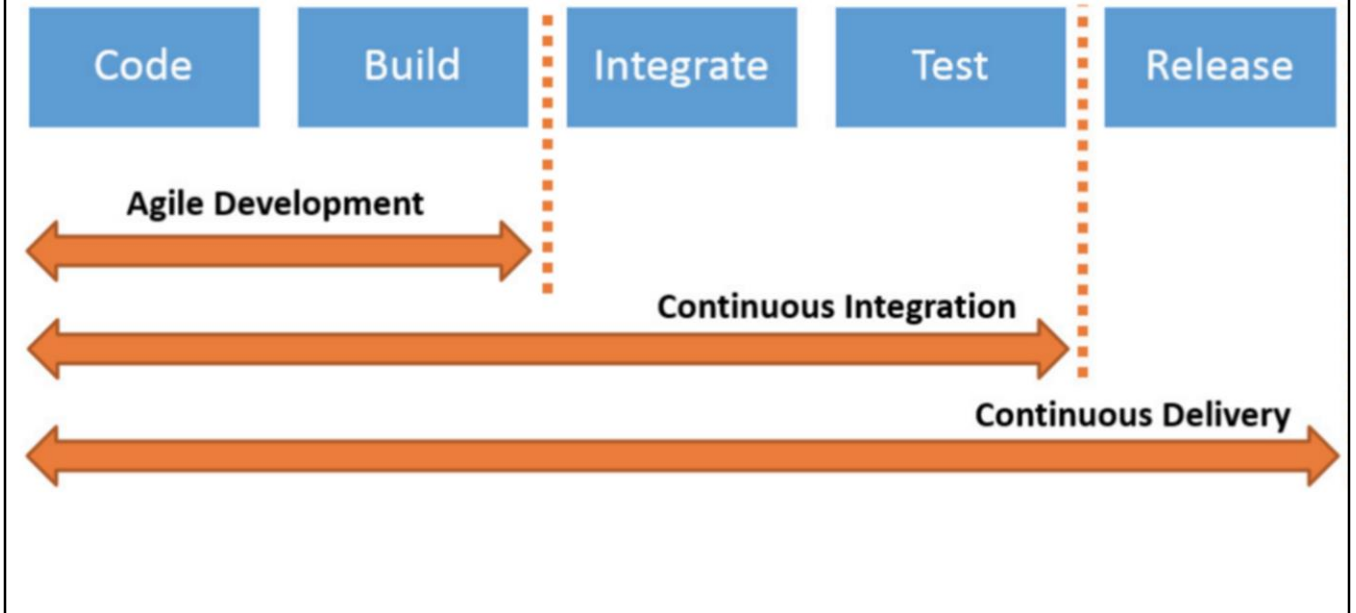 Code Build Integrate Test Release
Agile Development
Continuous Integration
Continuous Delivery